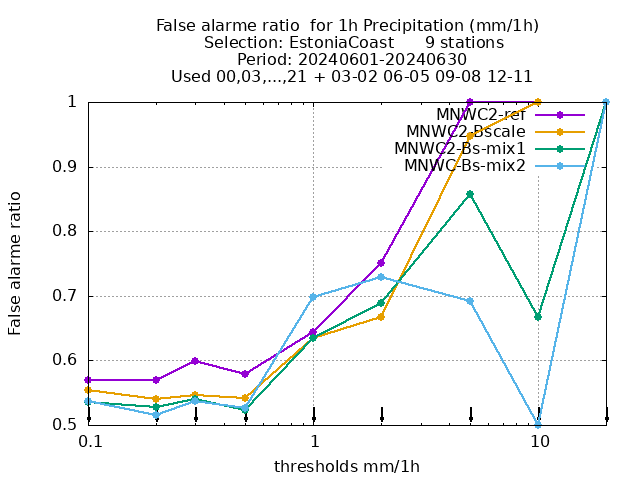 False alarme ratio  for 1h Precipitation (mm/1h)
Selection: EstoniaCoast      9 stations
Period: 20240601-20240630
Used 00,03,...,21 + 03-02 06-05 09-08 12-11
MNWC2-ref
MNWC2-Bscale
MNWC2-Bs-mix1
MNWC-Bs-mix2
False alarme ratio
1
0.9
0.8
0.7
0.6
0.5
0.1
1
10
thresholds mm/1h